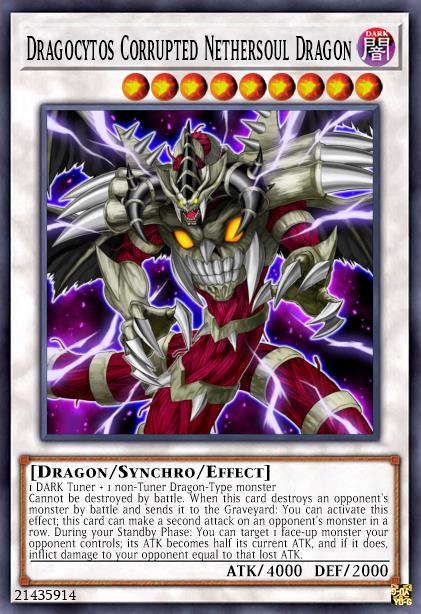 Dragocytos Corrupted Nethersoul Dragon
DARK
闇
[Dragon/Synchro/Effect]
1 DARK Tuner + 1 non-Tuner Dragon-Type monster
Cannot be destroyed by battle. When this card destroys an opponent's
monster by battle and sends it to the Graveyard: You can activate this
effect; this card can make a second attack on an opponent's monster in a
row. During your Standby Phase: You can target 1 face-up monster your
opponent controls; its ATK becomes half its current ATK, and if it does,
inflict damage to your opponent equal to that lost ATK.
ATK/4000 DEF/2000
21435914